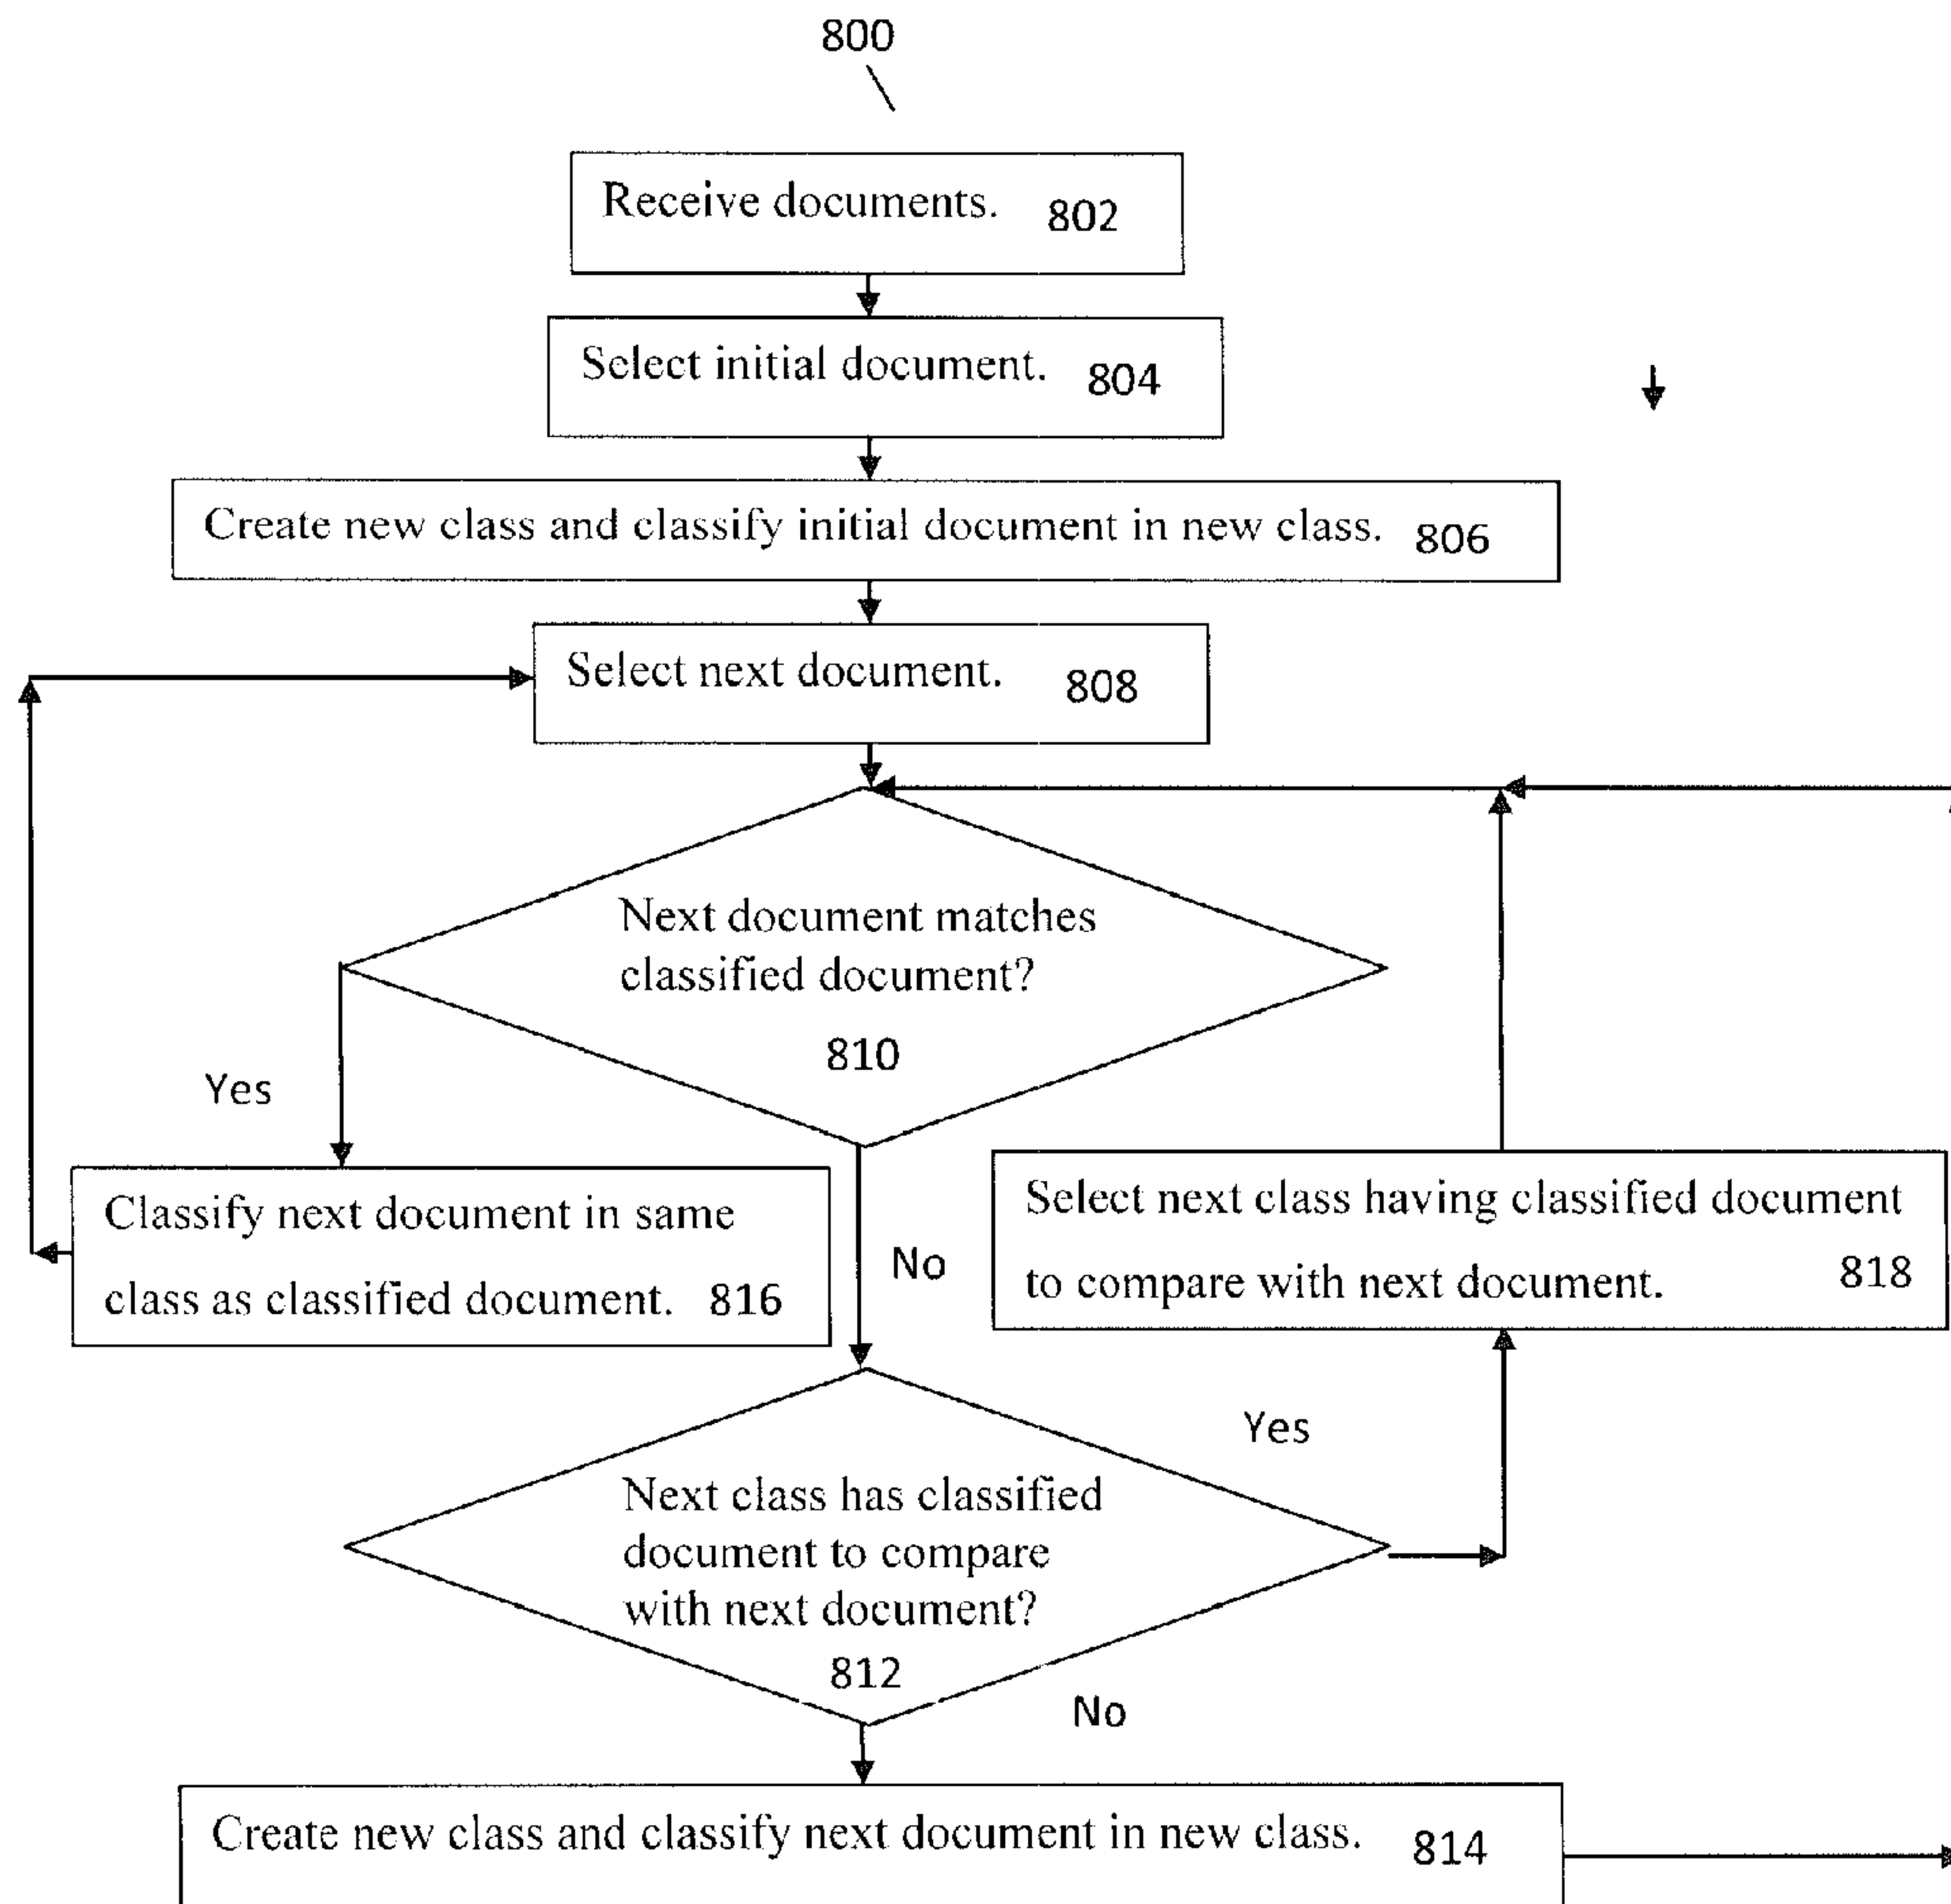 800
Receive documents. 802
Select initial document. 804
Create new class and classify initial document in new class. 806
Select next document. 808
Next document matches
classified document?
810
Yes
Classify next document in same
class as classified document. 816
No
Select next class having classified document
to compare with next document. 818
Yes
Next class has classified
document to compare
with next document?
812
No
Create new class and classify next document in new class. 814